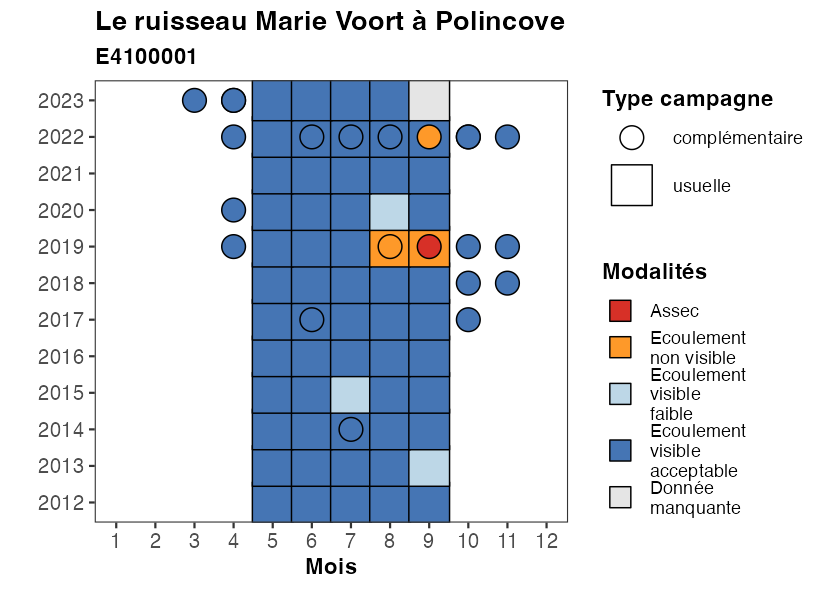 Le ruisseau Marie Voort à Polincove
E4100001
2023
2022
2021
2020
2019
2018
2017
2016
2015
2014
2013
2012
1 2 3 4 5 6 7 8 9 10 11 12
Mois
Type campagne
complémentaire
usuelle
Modalités
Assec
Ecoulement
non visible
Ecoulement
visible
faible
Ecoulement
visible
acceptable
Donnée
manquante